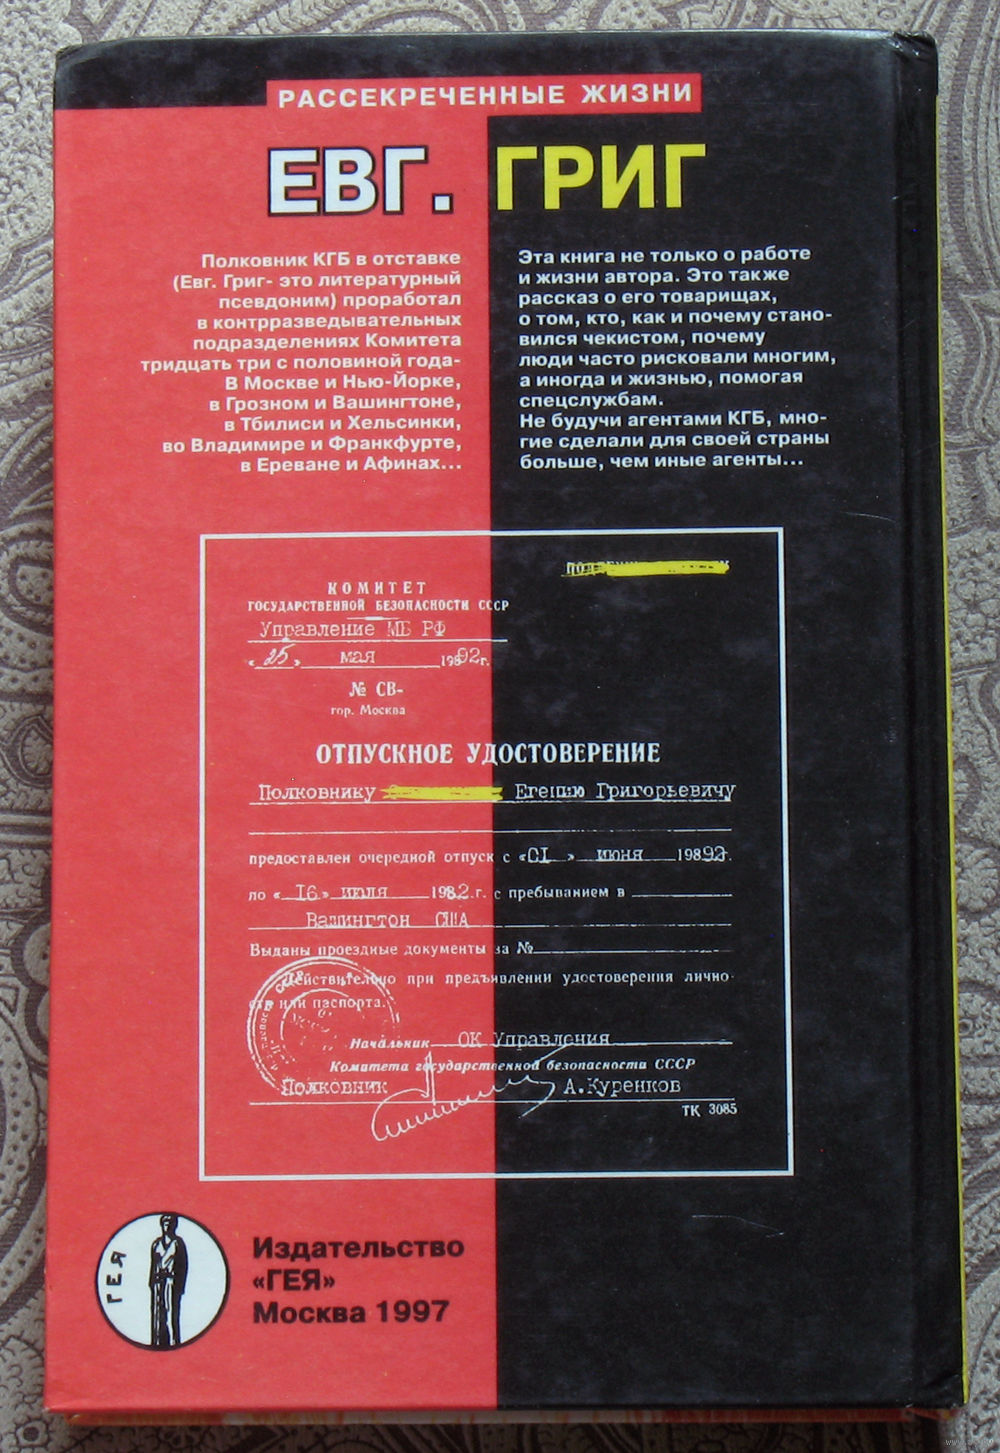 РАССЕКРЕЧЕННЫЕ ЖИЗНИ
ЕВГ. ГРИГ
Полковник КГБ в отставке
(Евг. Григ- это литературный
псевдоним) проработал
в контрразведывательных
подразделениях Комитета
тридцать три с половиной года-
В Москве и Нью-Йорке,
в Грозном и Вашингтоне,
в Тбилиси и Хельсинки,
во Владимире и Франкфурте,
в Ереване и Афинах...
Эта книга не только о работе
и жизни автора. Это также
рассказ о его товарищах,
о том, кто, как и почему стано-
вился чекистом, почему
люди часто рисковали многим,
а иногда и жизнью, помогая
спецслужбам.
Не будучи агентами КГБ, мно-
гие сделали для своей страны
больше, чем иные агенты...
КОМИТЕТ
ГОСУДАРСТВЕННОЙ БЕЗОПАСНОСТИ СССР
Управление МБ РФ
«25» мая 19892г.
№ СВ-
гор. Москва
ОТПУСКНОЕ УДОСТОВЕРЕНИЕ
Полковнику Егению Григорьевичу
предоставлен очередной отпуск с «01» июня 19892г.
по «16» июля 1992.г. с пребыванием в
Вашингтон США
Выданы проездные документы за №
Действительно при предъявлении удостоверения лично-
сти или паспорта.
Начальник ОК Управления
Комитета государственной безопасности СССР
Полковник А.Куренков
ТК 3085
ГЕЯ
Издательство
«ГЕЯ»
Москва 1997